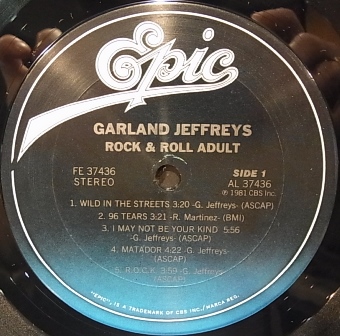 Epic
GARLAND JEFFREYS
ROCK & ROLL ADULT
FE 37436
STEREO
SIDE 1
AL 37436
℗ 1981 CBS Inc.
1. WILD IN THE STREETS 3:20 -G. Jeffreys- (ASCAP)
2. 96 TEARS 3:21 -R. Martinez- (BMI)
3. I MAY NOT BE YOUR KIND 5:56
-G. Jeffreys- (ASCAP)
4. MATADOR 4:22 -G. Jeffreys-
(ASCAP)
5. R.O.C.K. 3:59 -G. Jeffreys-
(ASCAP)
"EPIC", IS A TRADEMARK OF CBS INC./MARCA REG.